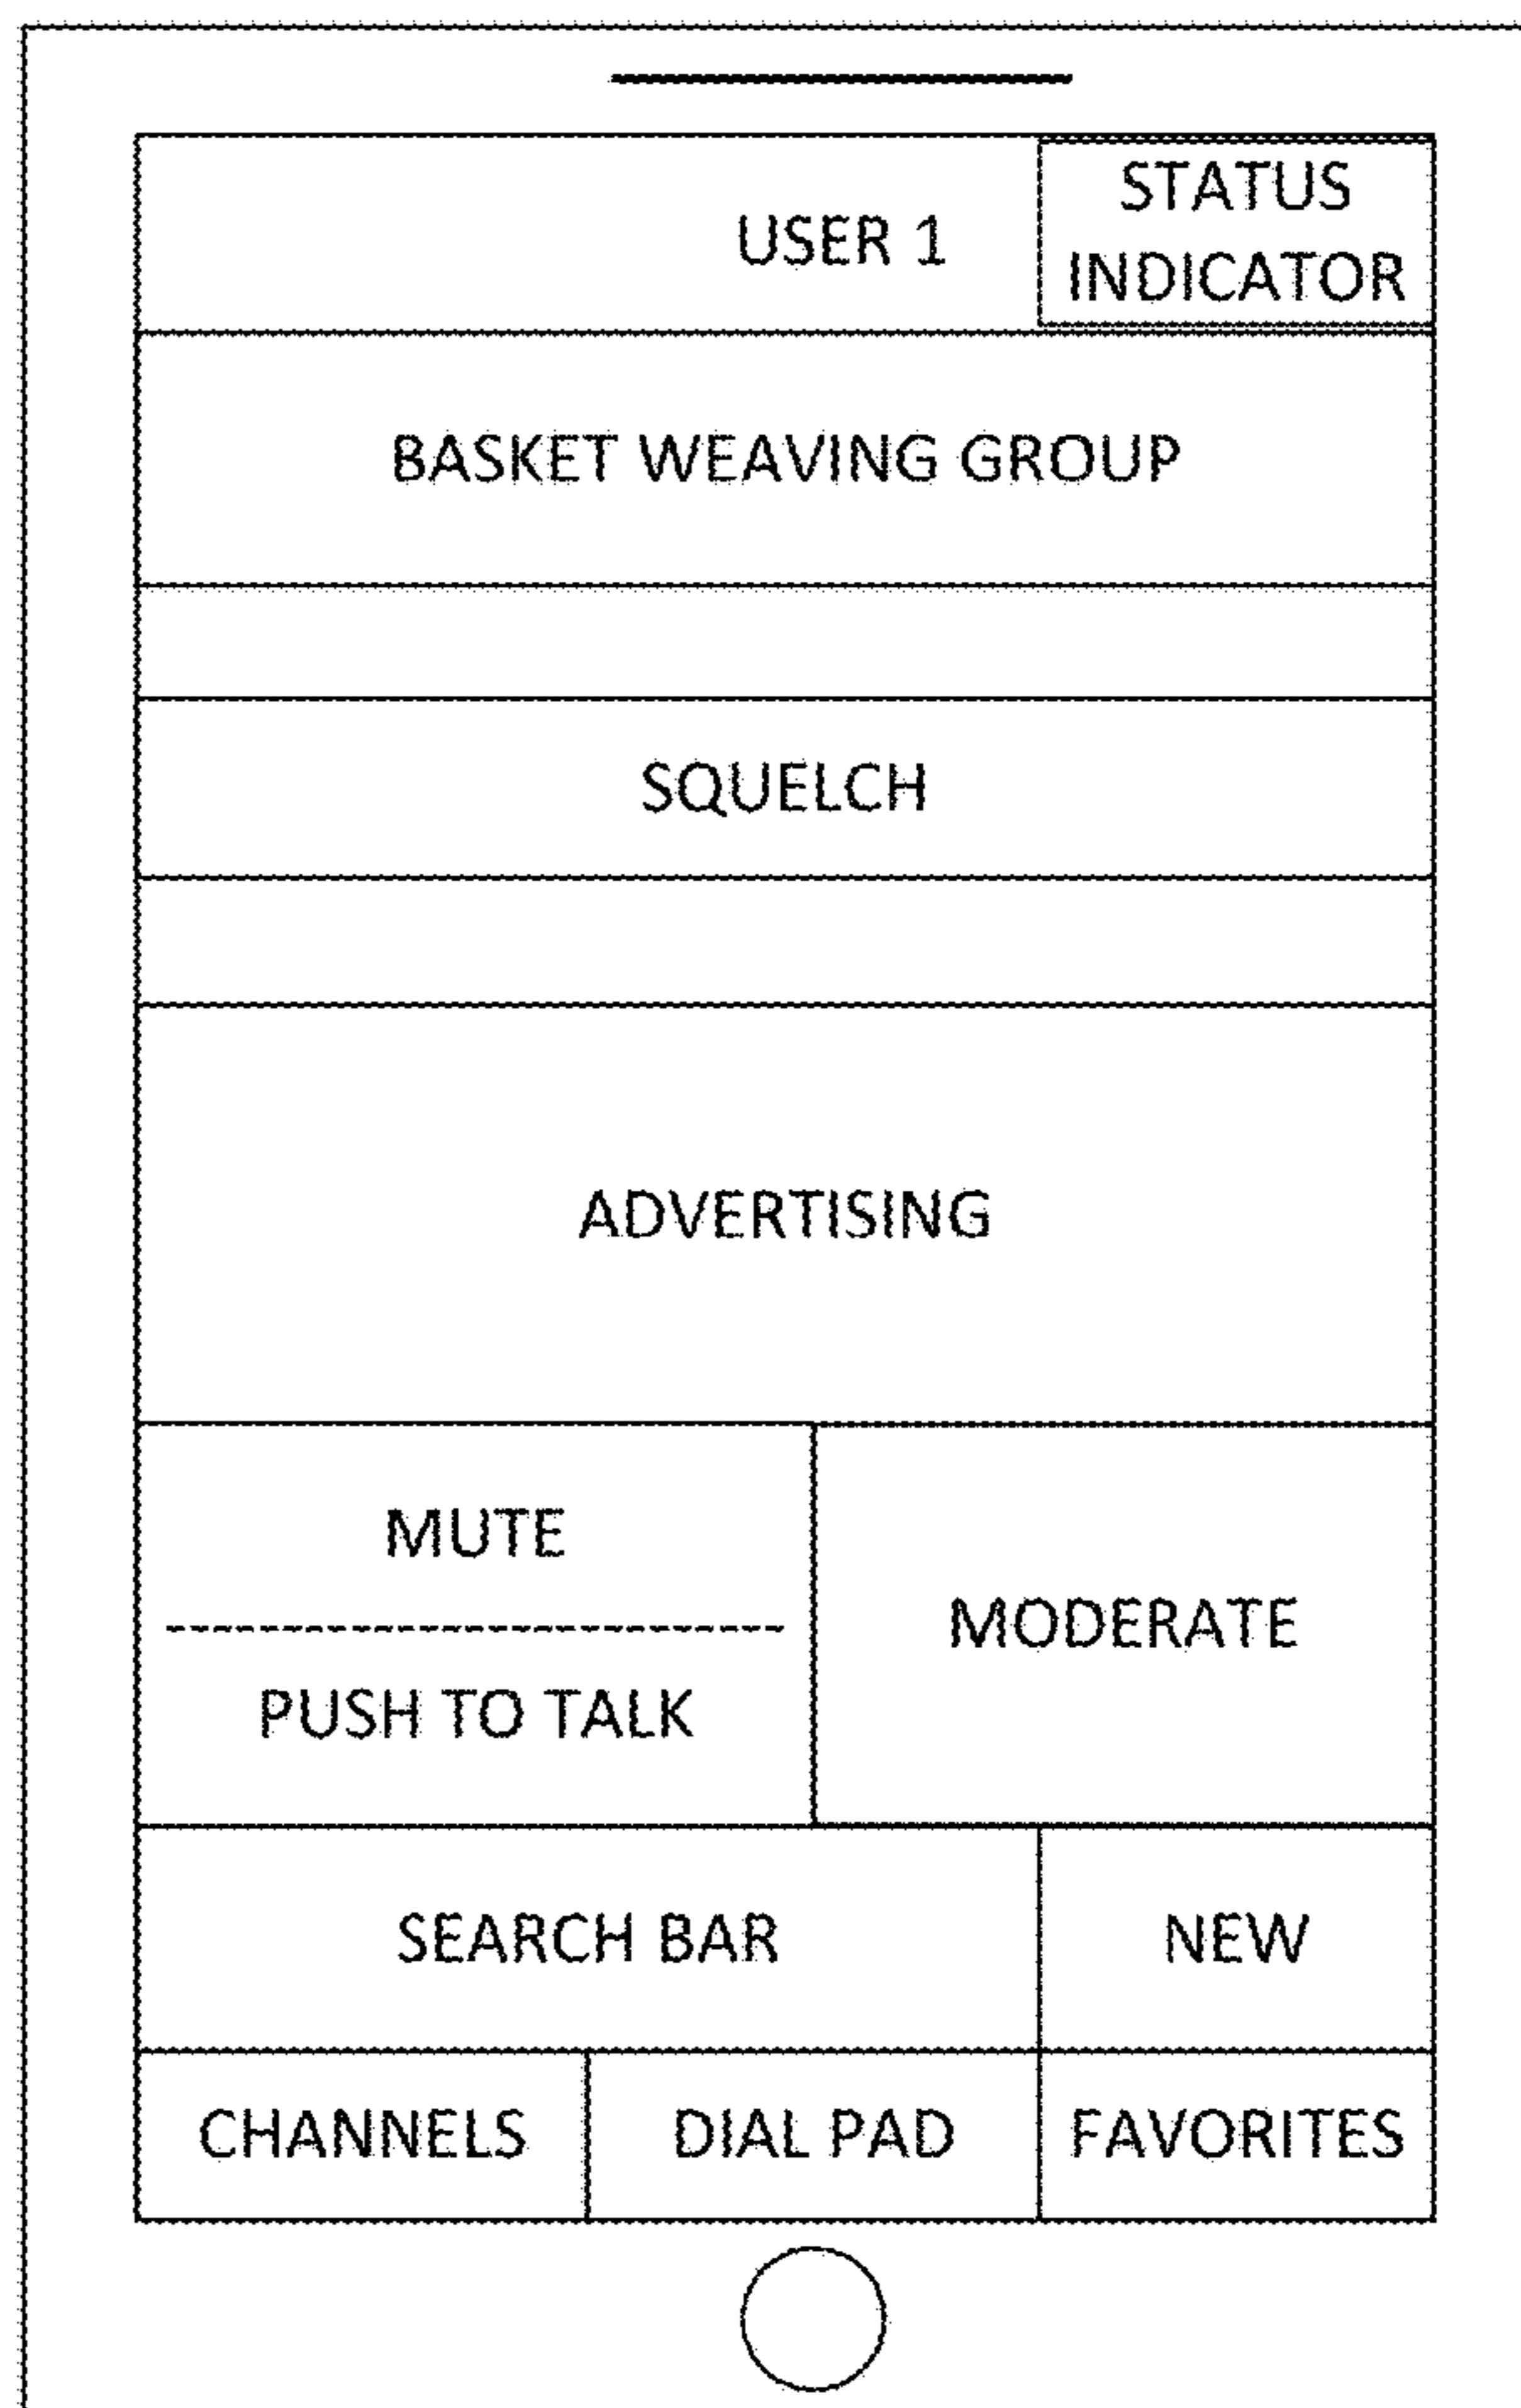 USER 1
STATUS
INDICATOR
BASKET WEAVING GROUP
SQUELCH
ADVERTISING
MUTE
PUSH TO TALK
MODERATE
SEARCH BAR
NEW
CHANNELS
DIAL PAD
FAVORITES